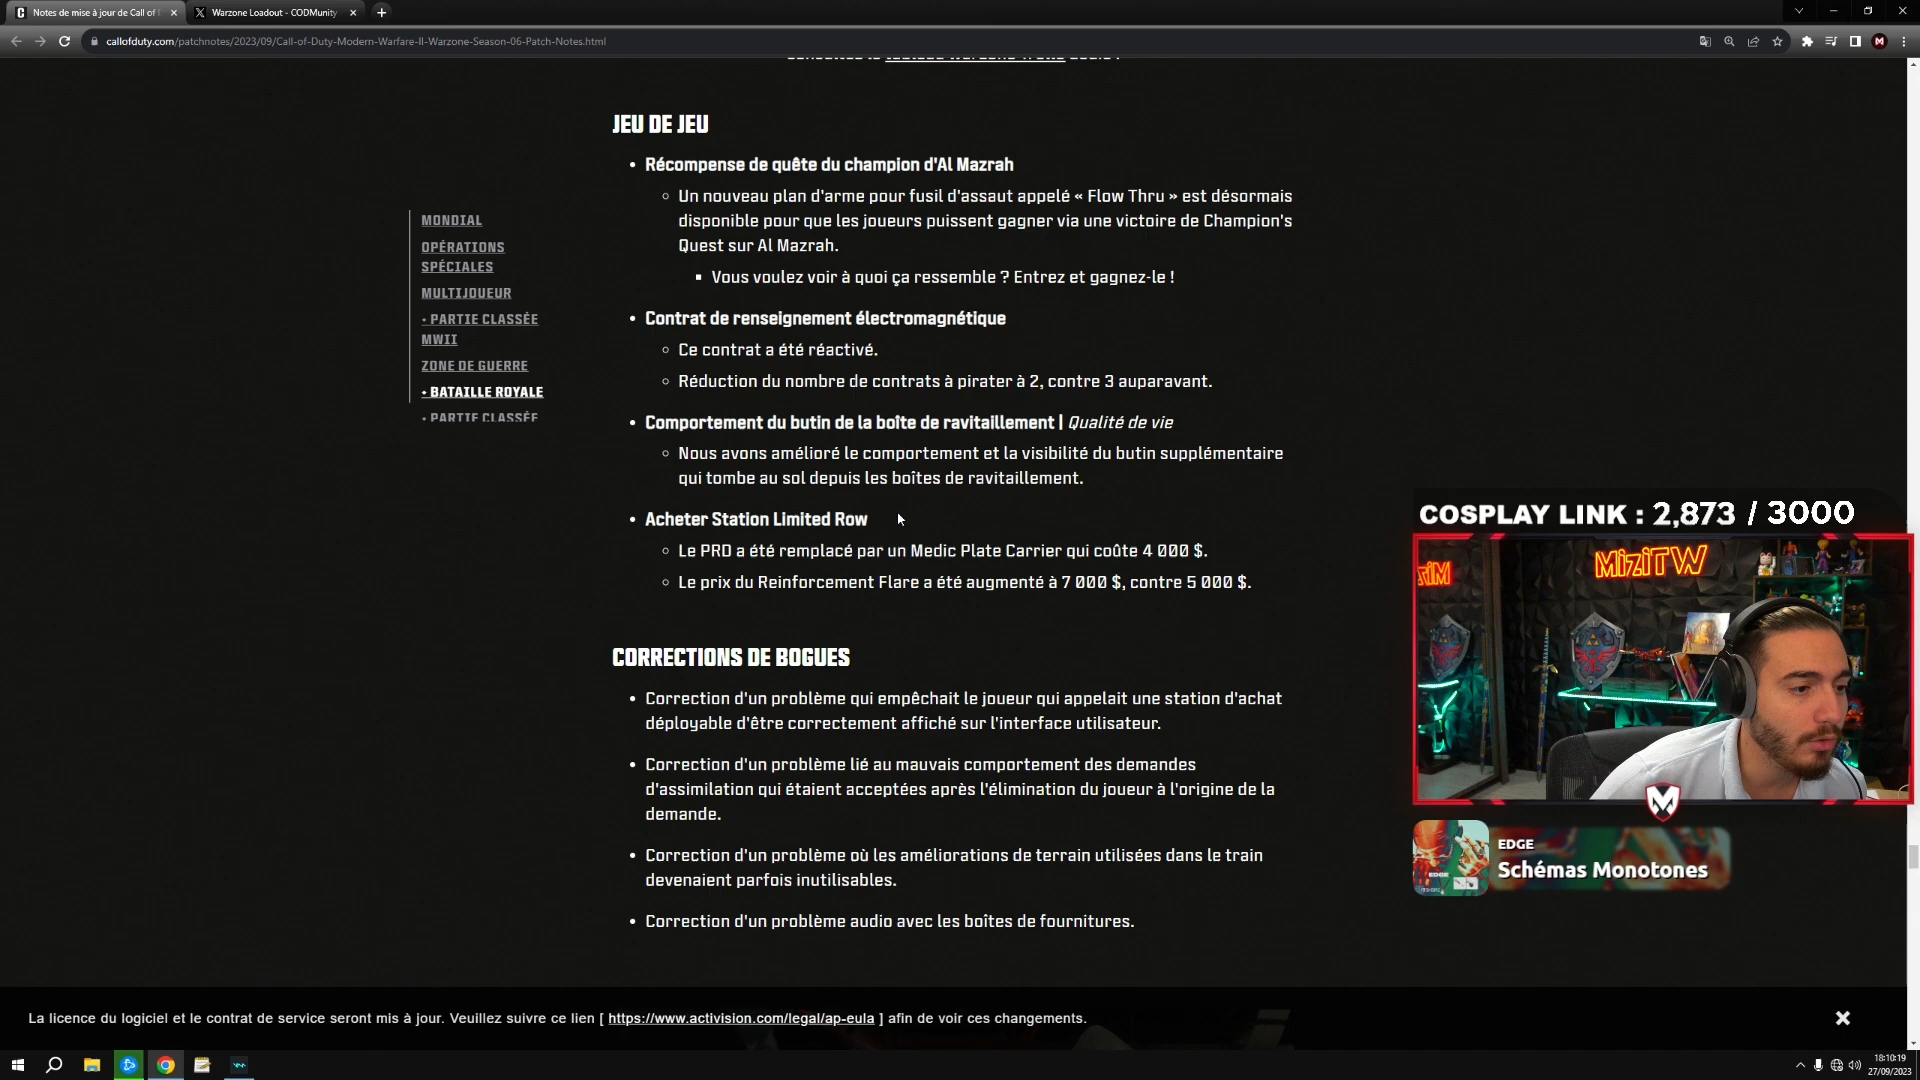 Notes de mise à jour de Call of
Warzone Loadout - CODMunity
callofduty.com/patchnotes/2023/09/Call-of-Duty-Modern-Warfare-II-Warzone-Season-06-Patch-Notes.html
JEU DE JEU
• Récompense de quête du champion d'Al Mazrah
Un nouveau plan d'arme pour fusil d'assaut appelé « Flow Thru » est désormais
disponible pour que les joueurs puissent gagner via une victoire de Champion's
Quest sur Al Mazrah.
Vous voulez voir à quoi ça ressemble ? Entrez et gagnez-le !
• Contrat de renseignement électromagnétique
Ce contrat a été réactivé.
Réduction du nombre de contrats à pirater à 2, contre 3 auparavant.
• Comportement du butin de la boîte de ravitaillement | Qualité de vie
Nous avons amélioré le comportement et la visibilité du butin supplémentaire
qui tombe au sol depuis les boîtes de ravitaillement.
• Acheter Station Limited Row
Le PRD a été remplacé par un Medic Plate Carrier qui coûte 4 000 $.
Le prix du Reinforcement Flare a été augmenté à 7 000 $, contre 5 000 $.
CORRECTIONS DE BOGUES
• Correction d'un problème qui empêchait le joueur qui appelait une station d'achat
déployable d'être correctement affiché sur l'interface utilisateur.
• Correction d'un problème lié au mauvais comportement des demandes
d'assimilation qui étaient acceptées après l'élimination du joueur à l'origine de la
demande.
• Correction d'un problème où les améliorations de terrain utilisées dans le train
devenaient parfois inutilisables.
• Correction d'un problème audio avec les boîtes de fournitures.
MONDIAL
OPÉRATIONS
SPÉCIALES
MULTIJOUEUR
• PARTIE CLASSÉE
MWII
ZONE DE GUERRE
• BATAILLE ROYALE
• PARTIE CLASSÉE
COSPLAY LINK : 2,873 / 3000
MiziTW
EDGE
Schémas Monotones
La licence du logiciel et le contrat de service seront mis à jour. Veuillez suivre ce lien [ https://www.activision.com/legal/ap-eula ] afin de voir ces changements.
18:10:19
27/09/2023